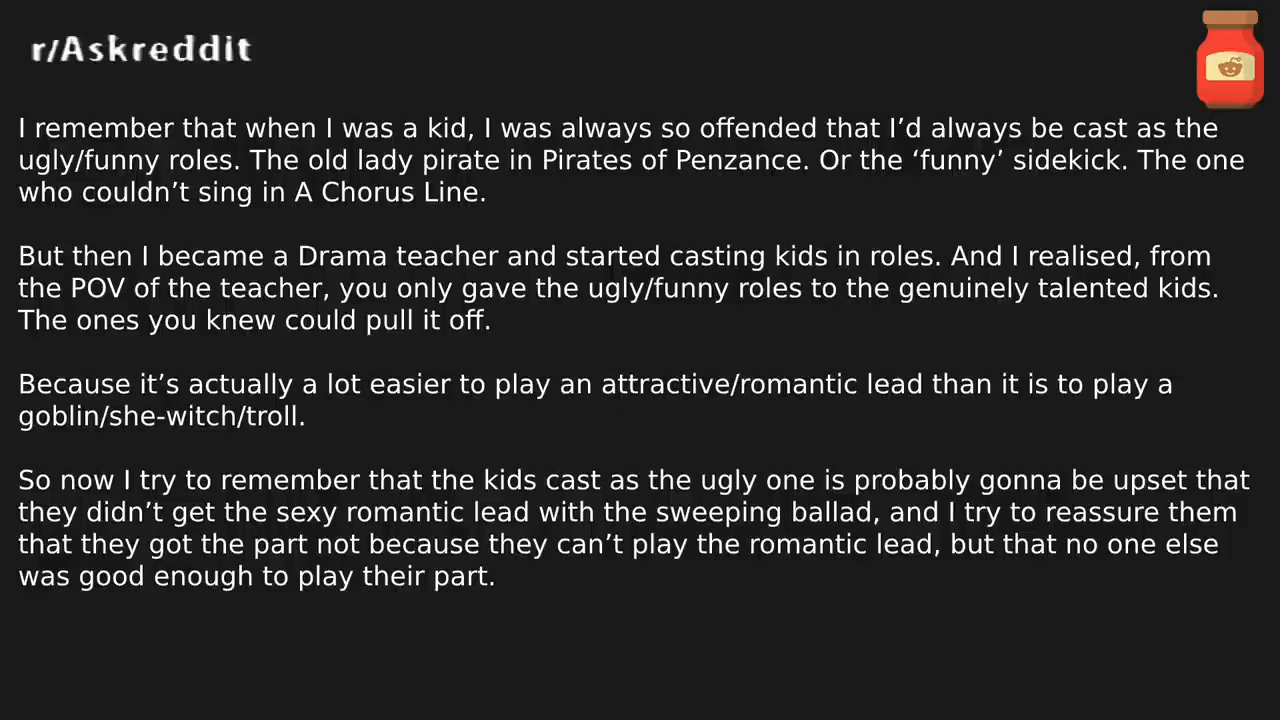 r/Askreddit
I remember that when I was a kid, I was always so offended that I’d always be cast as the
ugly/funny roles. The old lady pirate in Pirates of Penzance. Or the ‘funny’ sidekick. The one
who couldn’t sing in A Chorus Line.
But then I became a Drama teacher and started casting kids in roles. And I realised, from
the POV of the teacher, you only gave the ugly/funny roles to the genuinely talented kids.
The ones you knew could pull it off.
Because it’s actually a lot easier to play an attractive/romantic lead than it is to play a
goblin/she-witch/troll.
So now I try to remember that the kids cast as the ugly one is probably gonna be upset that
they didn’t get the sexy romantic lead with the sweeping ballad, and I try to reassure them
that they got the part not because they can’t play the romantic lead, but that no one else
was good enough to play their part.